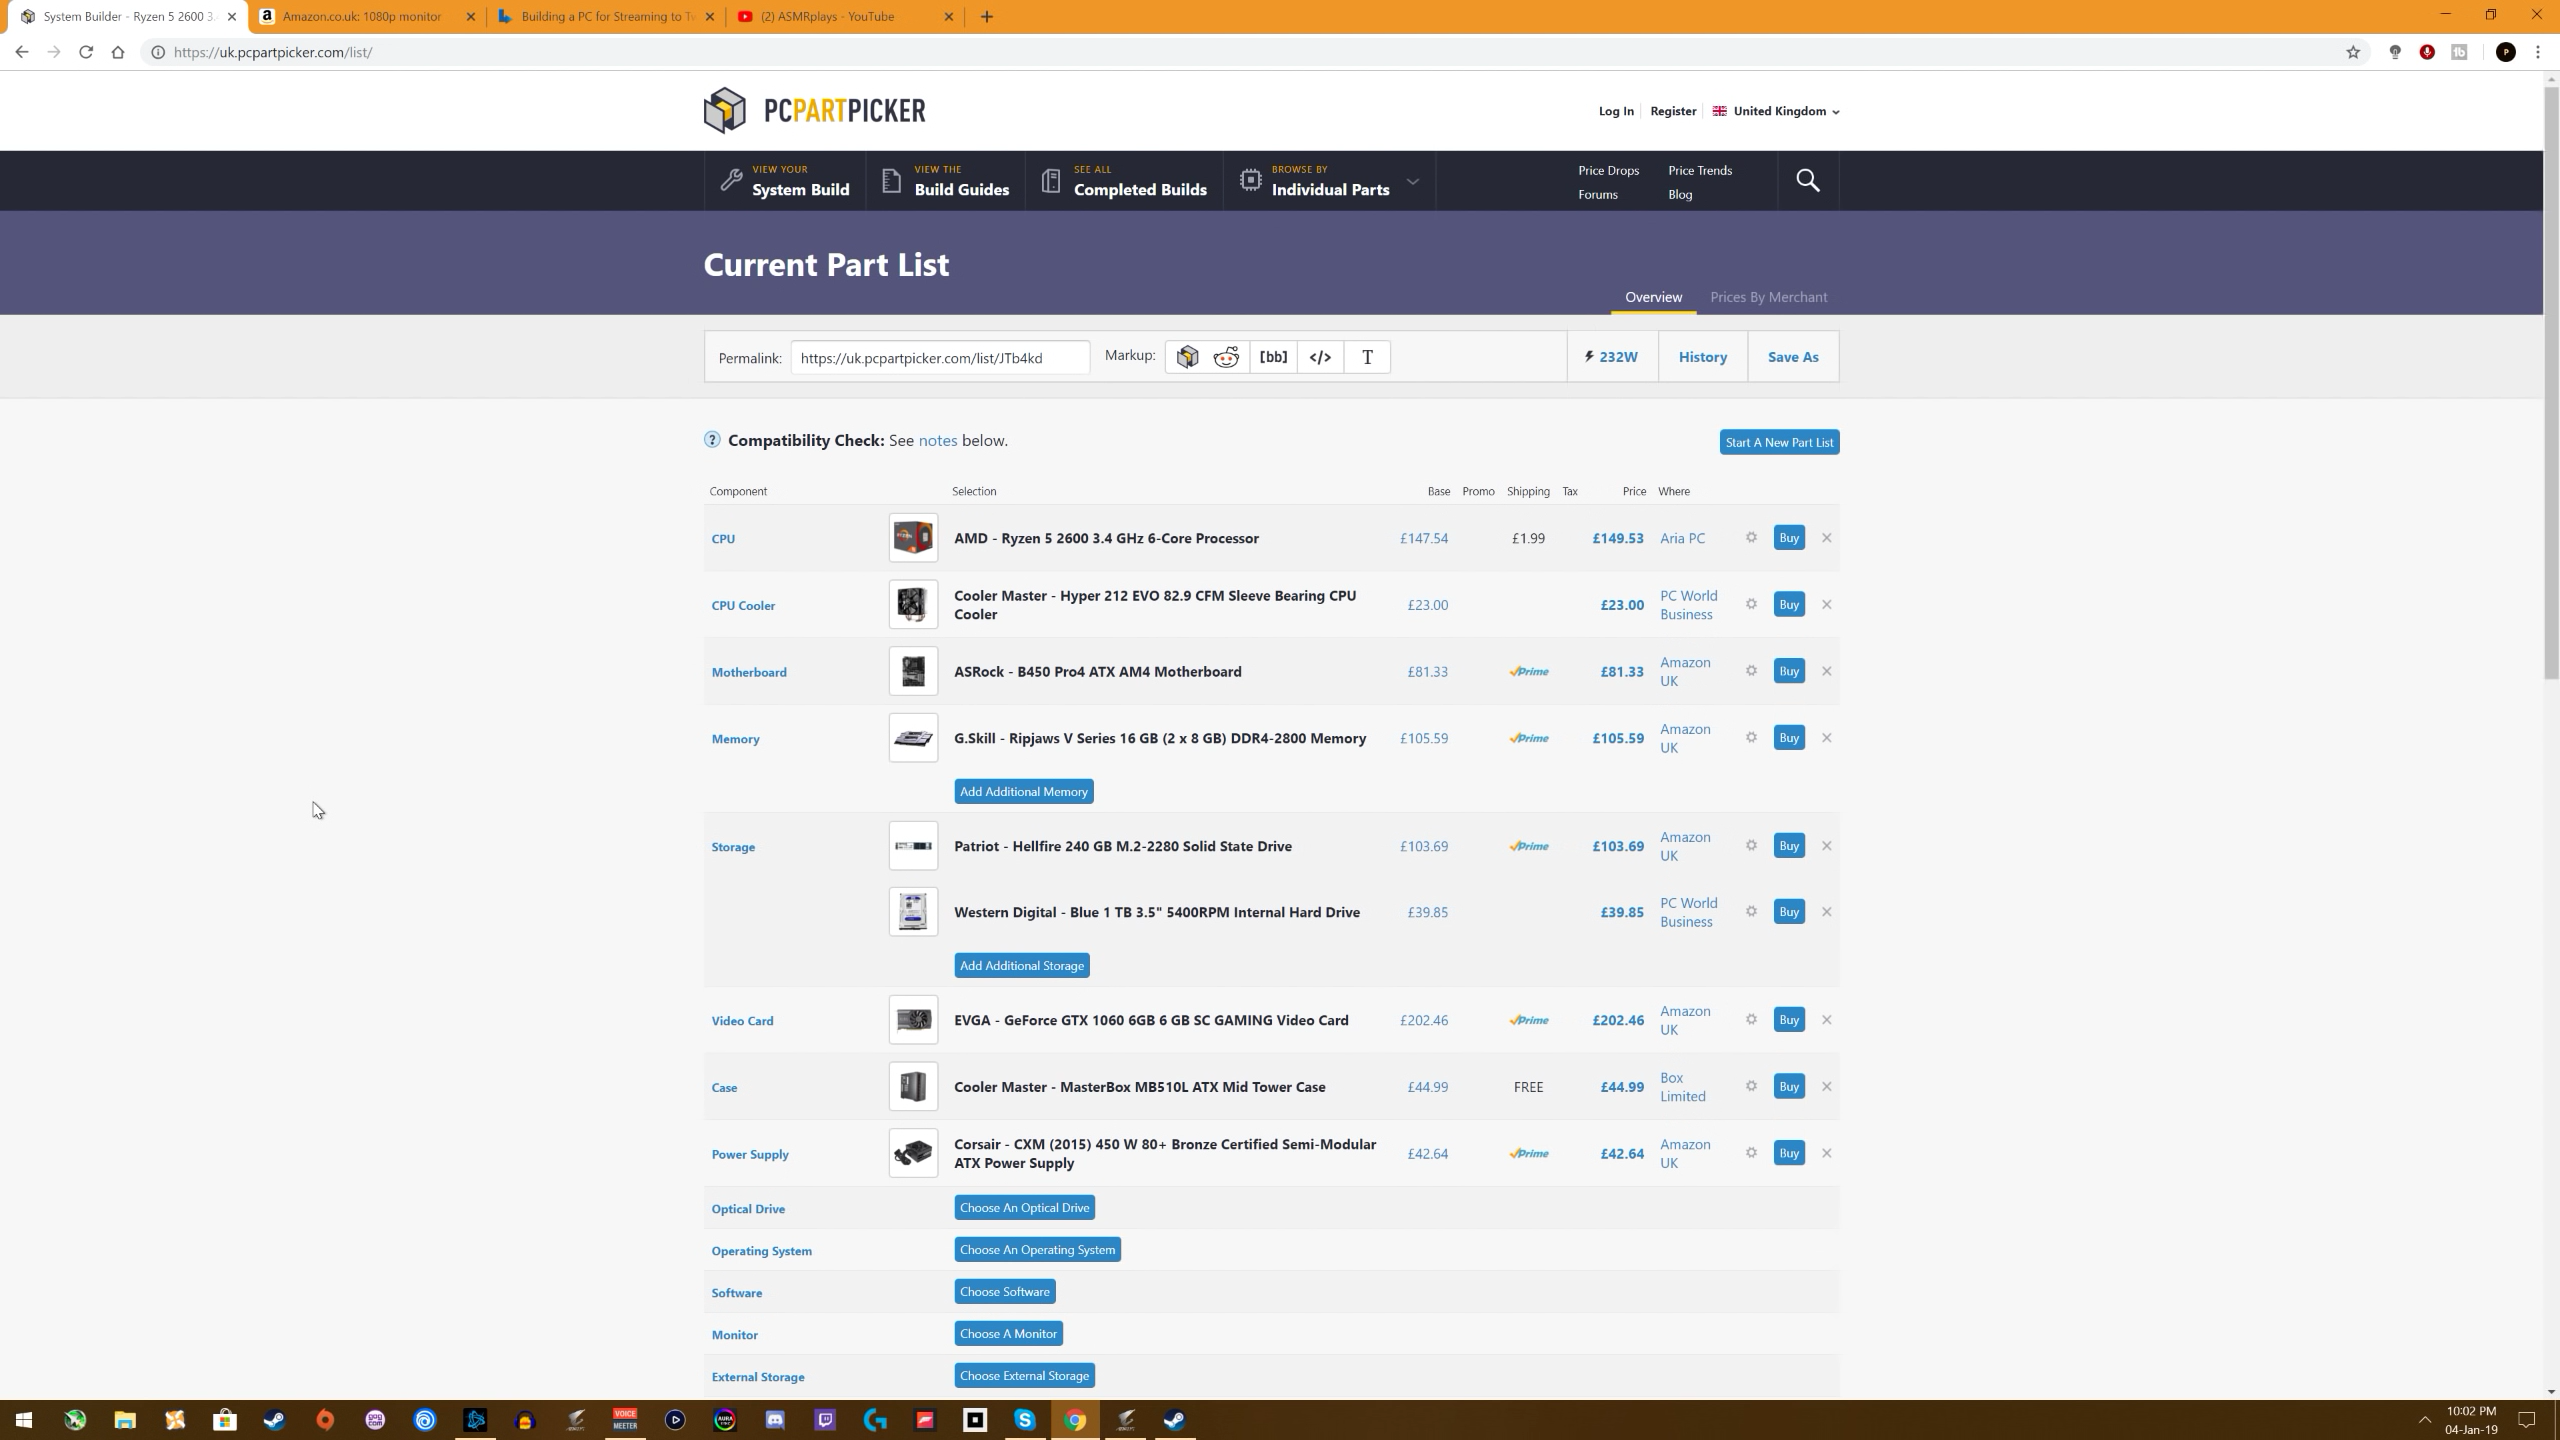 System Builder - Ryzen 5 2600 3.
Amazon.co.uk: 1080p monitor
Building a PC for Streaming to Tw
(2) ASMRplays - YouTube
https://uk.pcpartpicker.com/list/
PCPARTPICKER
Log In
Register
United Kingdom
VIEW YOUR
System Build
VIEW THE
Build Guides
SEE ALL
Completed Builds
BROWSE BY
Individual Parts
Price Drops
Price Trends
Forums
Blog
Current Part List
Overview
Prices By Merchant
Permalink:
https://uk.pcpartpicker.com/list/JTb4kd
Markup:
[bb]
</>
T
232W
History
Save As
Compatibility Check: See notes below.
Start A New Part List
Component Selection Base Promo Shipping Tax Price Where
CPU
AMD - Ryzen 5 2600 3.4 GHz 6-Core Processor
£147.54 £1.99 £149.53 Aria PC Buy
CPU Cooler
Cooler Master - Hyper 212 EVO 82.9 CFM Sleeve Bearing CPU
Cooler
£23.00 £23.00
PC World
Business
Buy
Motherboard
ASRock - B450 Pro4 ATX AM4 Motherboard
£81.33 Prime £81.33
Amazon
UK
Buy
Memory
G.Skill - Ripjaws V Series 16 GB (2 x 8 GB) DDR4-2800 Memory
£105.59 Prime £105.59
Amazon
UK
Buy
Add Additional Memory
Storage
Patriot - Hellfire 240 GB M.2-2280 Solid State Drive
£103.69 Prime £103.69
Amazon
UK
Buy
Western Digital - Blue 1 TB 3.5" 5400RPM Internal Hard Drive
£39.85 £39.85
PC World
Business
Buy
Add Additional Storage
Video Card
EVGA - GeForce GTX 1060 6GB 6 GB SC GAMING Video Card
£202.46 Prime £202.46
Amazon
UK
Buy
Case
Cooler Master - MasterBox MB510L ATX Mid Tower Case
£44.99 FREE £44.99
Box
Limited
Buy
Power Supply
Corsair - CXM (2015) 450 W 80+ Bronze Certified Semi-Modular
ATX Power Supply
£42.64 Prime £42.64
Amazon
UK
Buy
Optical Drive
Choose An Optical Drive
Operating System
Choose An Operating System
Software
Choose Software
Monitor
Choose A Monitor
External Storage
Choose External Storage
VOICE
MEETER
AURA
10:02 PM
04-Jan-19